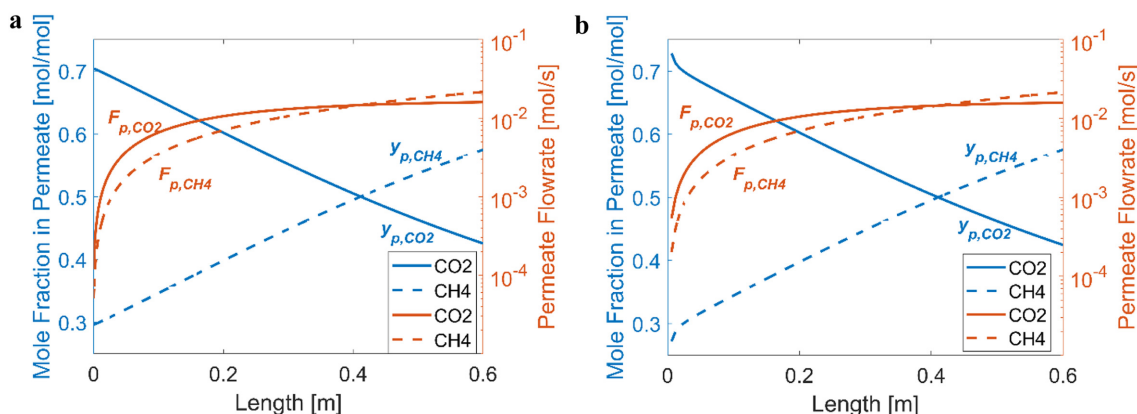 a
Mole Fraction in Permeate [mol/mol]
0.7
0.6
0.5
0.4
0.3
F_p,CO2
F_p,CH4
y_p,CH4
y_p,CO2
CO2
CH4
CO2
CH4
10^-1
10^-2
10^-3
10^-4
Permeate Flowrate [mol/s]
0
0.2
0.4
0.6
Length [m]
b
Mole Fraction in Permeate [mol/mol]
0.7
0.6
0.5
0.4
0.3
F_p,CO2
F_p,CH4
y_p,CH4
y_p,CO2
CO2
CH4
CO2
CH4
10^-1
10^-2
10^-3
10^-4
Permeate Flowrate [mol/s]
0
0.2
0.4
0.6
Length [m]